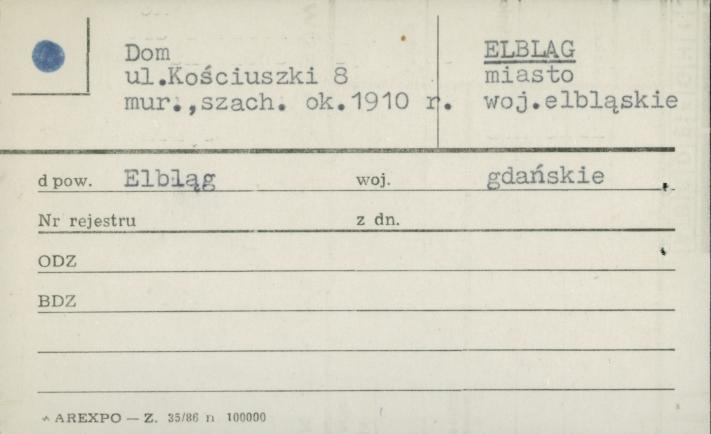 Dom
ul.Kościuszki 8
mur.,szach. ok.1910 r.
ELBLĄG
miasto
woj.elbląskie
d pow. Elbląg woj. gdańskie
Nr rejestru z dn.
ODZ
BDZ
AREXPO — Z. 35/86 n 100000